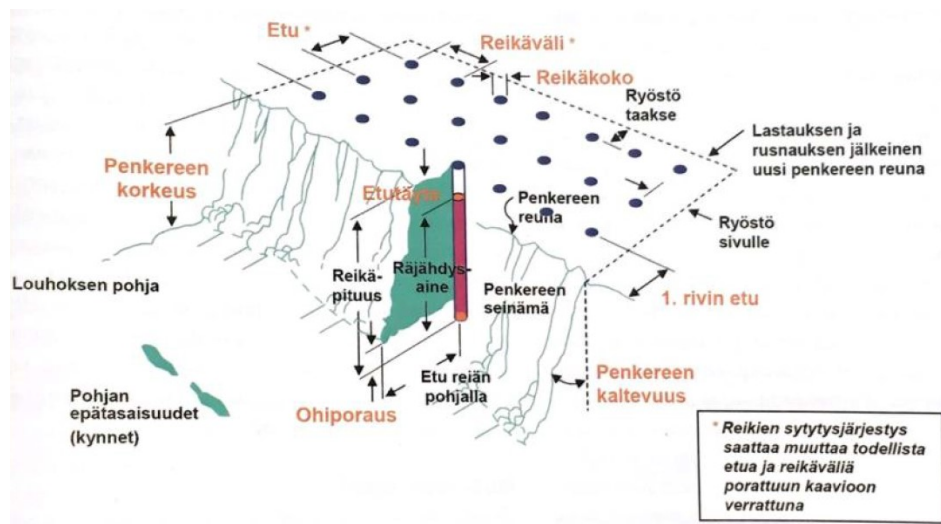 Etu *
Reikäväli *
Reikäkoko
Ryöstö
taakse
Lastauksen ja
rusnauksen jälkeinen
uusi penkereen reuna
Penkereen
korkeus
Etutäyte
Penkereen
reuna
Ryöstö
sivulle
Louhoksen pohja
Reikä-
pituus
Räjähdys-
aine
Penkereen
seinämä
1. rivin etu
Pohjan
epätasaisuudet
(kynnet)
Ohiporaus
Etu reiän
pohjalla
Penkereen
kaltevuus
* Reikien sytytysjärjestys
saattaa muuttaa todellista
etua ja reikäväliä
porattuun kaavioon
verrattuna